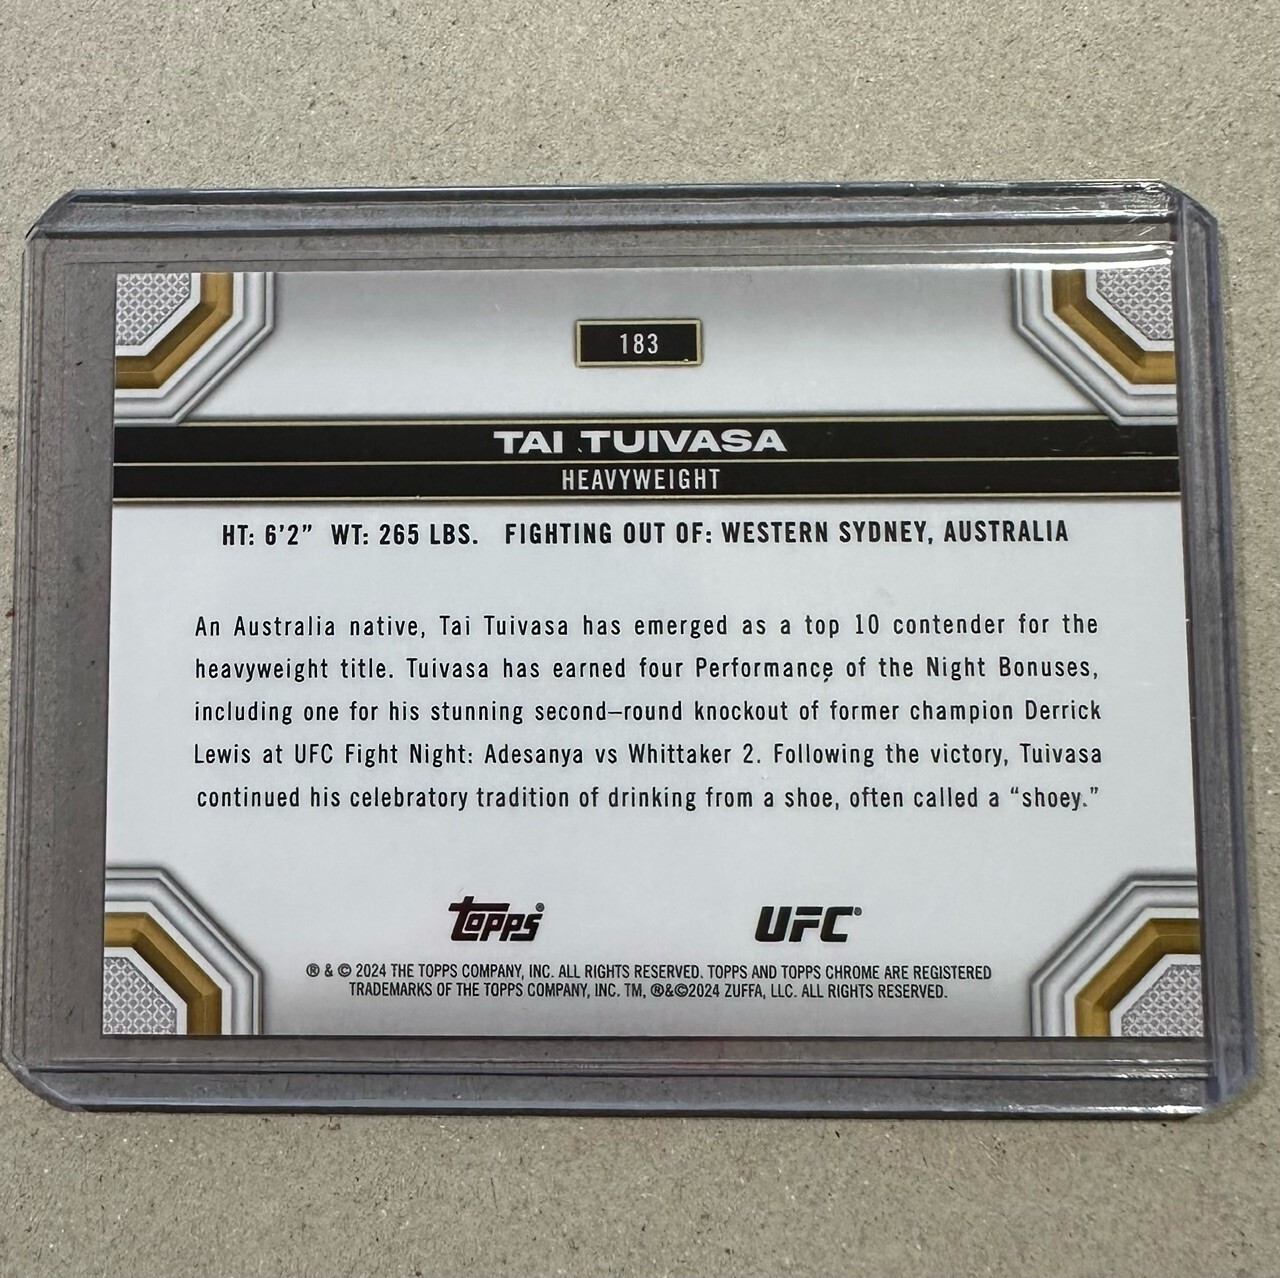 183
TAI TUIVASA
HEAVYWEIGHT
HT: 6'2" WT: 265 LBS. FIGHTING OUT OF: WESTERN SYDNEY, AUSTRALIA
An Australia native, Tai Tuivasa has emerged as a top 10 contender for the
heavyweight title. Tuivasa has earned four Performance of the Night Bonuses,
including one for his stunning second–round knockout of former champion Derrick
Lewis at UFC Fight Night: Adesanya vs Whittaker 2. Following the victory, Tuivasa
continued his celebratory tradition of drinking from a shoe, often called a “shoey.”
topps® UFC®
® & © 2024 THE TOPPS COMPANY, INC. ALL RIGHTS RESERVED. TOPPS AND TOPPS CHROME ARE REGISTERED
TRADEMARKS OF THE TOPPS COMPANY, INC. TM, ®&©2024 ZUFFA, LLC. ALL RIGHTS RESERVED.